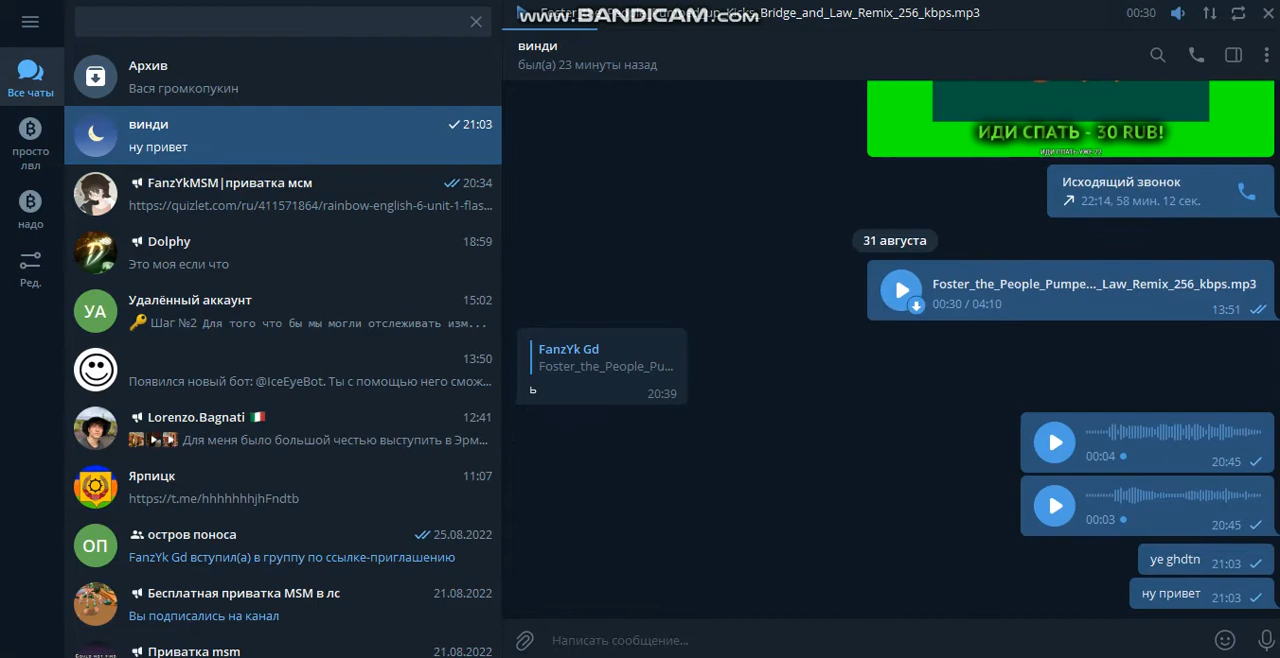 Foster_the_People_Pumped_up_Kicks_Bridge_and_Law_Remix_256_kbps.mp3
00:30
www.BANDICAM.com
Все чаты
просто
лвл
надо
Ред.
Архив
Вася громкопукин
винди
21:03
ну привет
FanzYkMSM|приватка мсм
20:34
https://quizlet.com/ru/411571864/rainbow-english-6-unit-1-flas...
Dolphy
18:59
Это моя если что
УА
Удалённый аккаунт
15:02
Шаг №2 Для того что бы мы могли отслеживать изм...
13:50
Появился новый бот: @IceEyeBot. Ты с помощью него смож...
Lorenzo.Bagnati
12:41
Для меня было большой честью выступить в Эрм...
Ярпицк
11:07
https://t.me/hhhhhhhjhFndtb
ОП
остров поноса
25.08.2022
FanzYk Gd вступил(а) в группу по ссылке-приглашению
Бесплатная приватка MSM в лс
21.08.2022
Вы подписались на канал
Приватка msm
21.08.2022
винди
был(а) 23 минуты назад
ИДИ СПАТЬ - 30 RUB!
ИДИ СПАТЬ УЖЕ 22
Исходящий звонок
22:14, 58 мин. 12 сек.
31 августа
Foster_the_People_Pumpe..._Law_Remix_256_kbps.mp3
00:30 / 04:10
13:51
FanzYk Gd
Foster_the_People_Pu...
ь
20:39
00:04
20:45
00:03
20:45
ye ghdtn
21:03
ну привет
21:03
Написать сообщение...